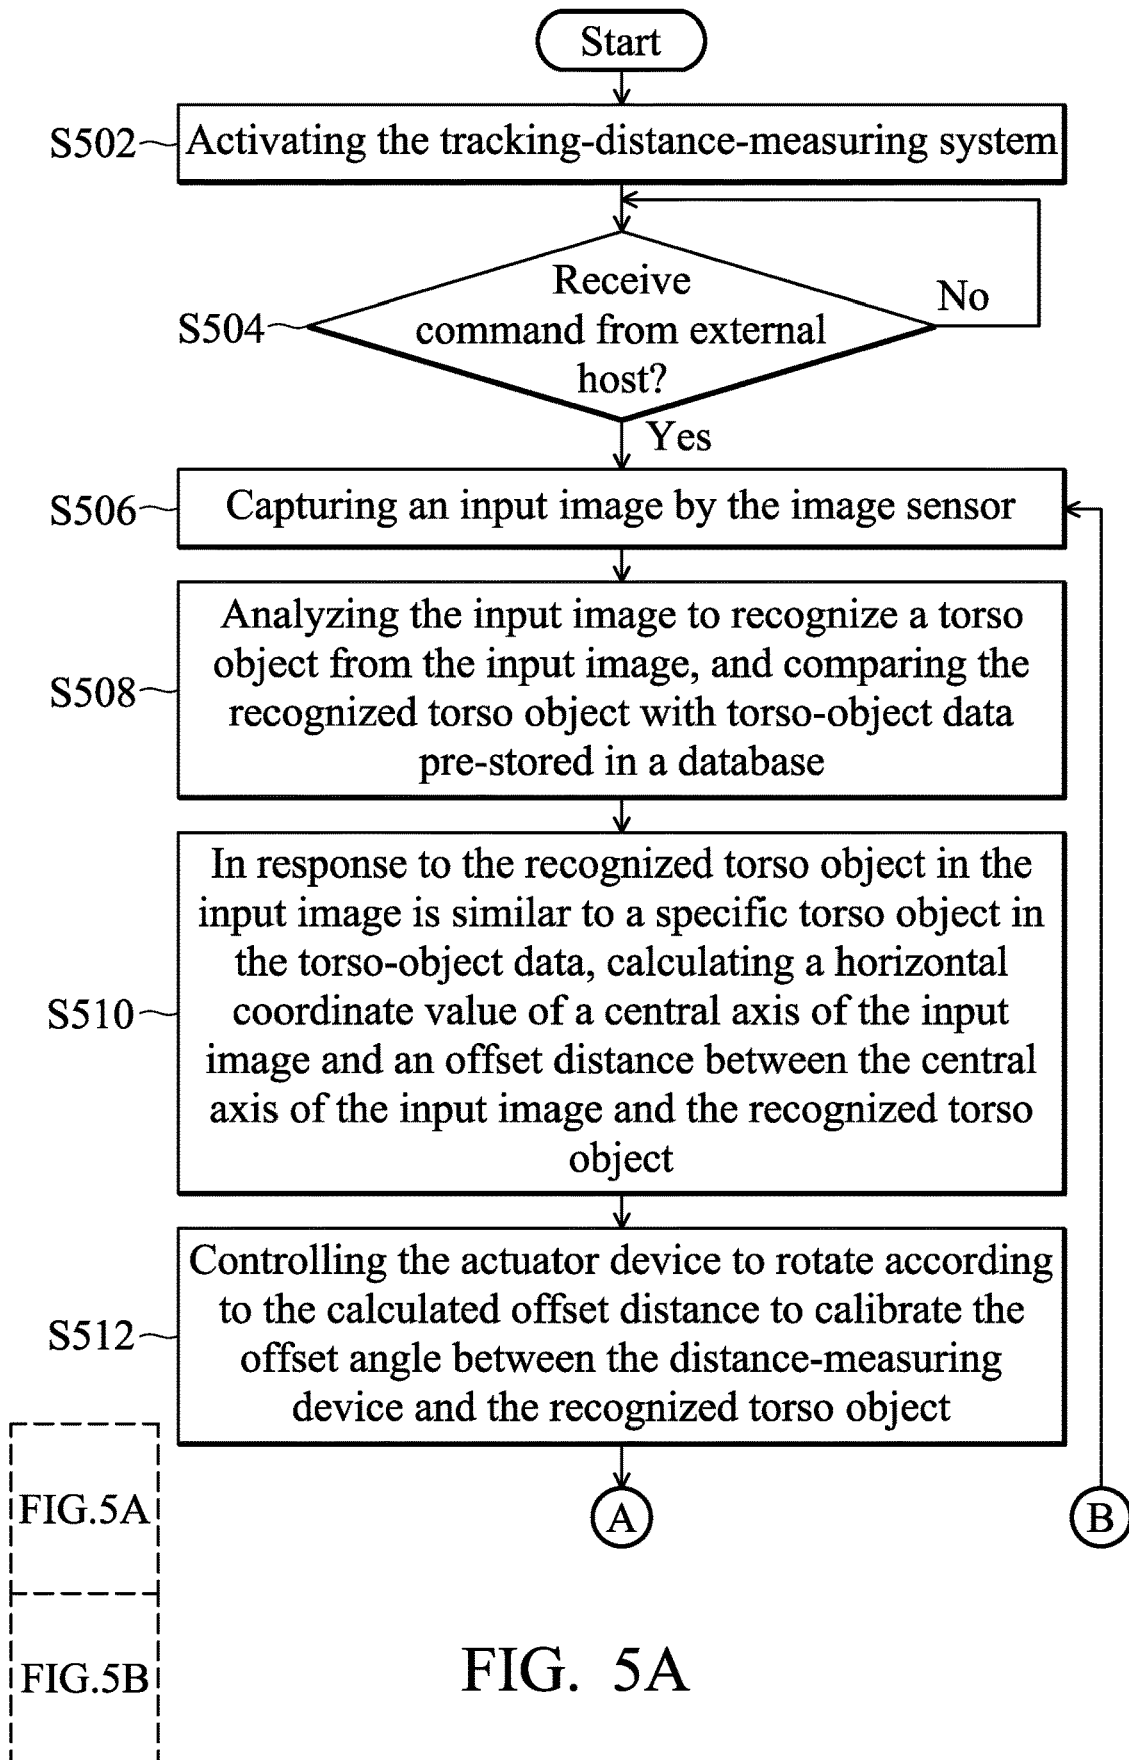 Start
S502
Activating the tracking-distance-measuring system
Receive
command from external
host?
S504
No
Yes
S506
Capturing an input image by the image sensor
S508
Analyzing the input image to recognize a torso
object from the input image, and comparing the
recognized torso object with torso-object data
pre-stored in a database
S510
In response to the recognized torso object in the
input image is similar to a specific torso object in
the torso-object data, calculating a horizontal
coordinate value of a central axis of the input
image and an offset distance between the central
axis of the input image and the recognized torso
object
S512
Controlling the actuator device to rotate according
to the calculated offset distance to calibrate the
offset angle between the distance-measuring
device and the recognized torso object
A
B
FIG.5A
FIG.5B
FIG. 5A